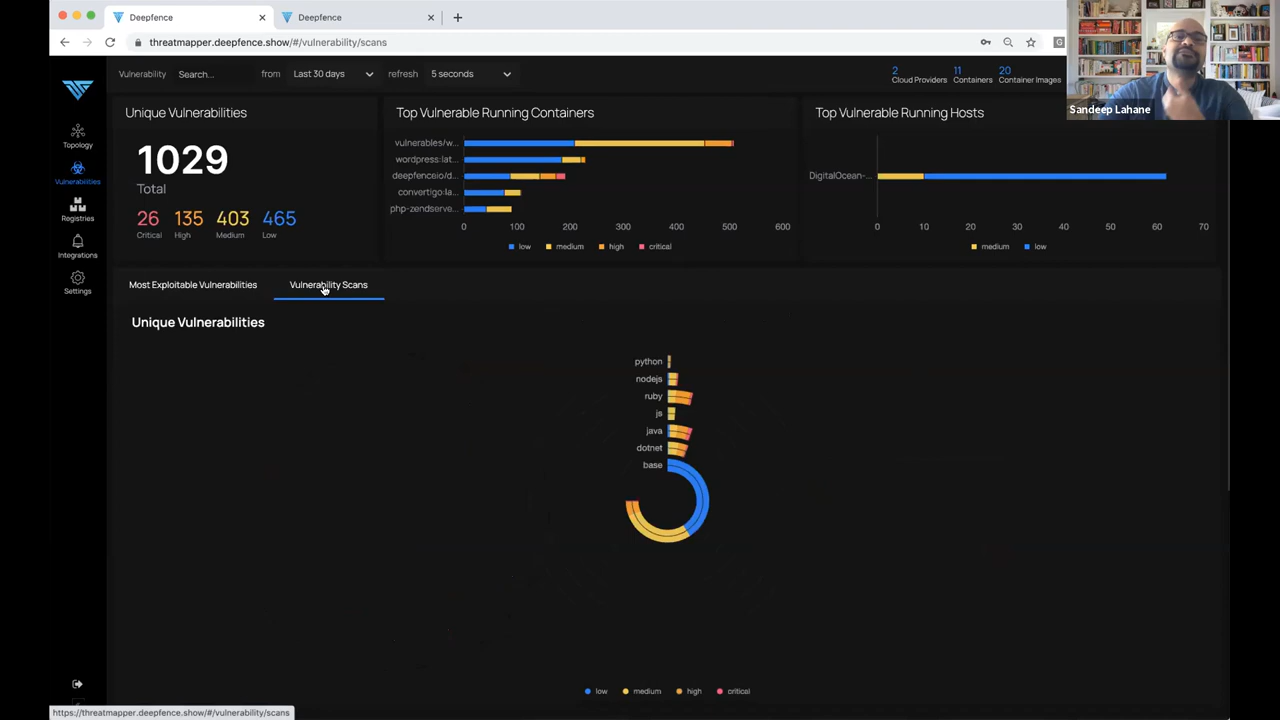 Deepfence
Deepfence
threatmapper.deepfence.show/#/vulnerability/scans
Sandeep Lahane
Vulnerability Search... from Last 30 days refresh 5 seconds
2 Cloud Providers
11 Containers
20 Container Images
Topology
Vulnerabilities
Registries
Integrations
Settings
Unique Vulnerabilities
1029
Total
26 135 403 465
Critical High Medium Low
Top Vulnerable Running Containers
vulnerables/w...
wordpress:lat...
deepfenceio/d...
convertigo:la...
php-zendserve...
0 100 200 300 400 500 600
low medium high critical
Top Vulnerable Running Hosts
DigitalOcean-...
0 10 20 30 40 50 60 70
medium low
Most Exploitable Vulnerabilities Vulnerability Scans
Unique Vulnerabilities
python
nodejs
ruby
js
java
dotnet
base
low medium high critical
https://threatmapper.deepfence.show/#/vulnerability/scans